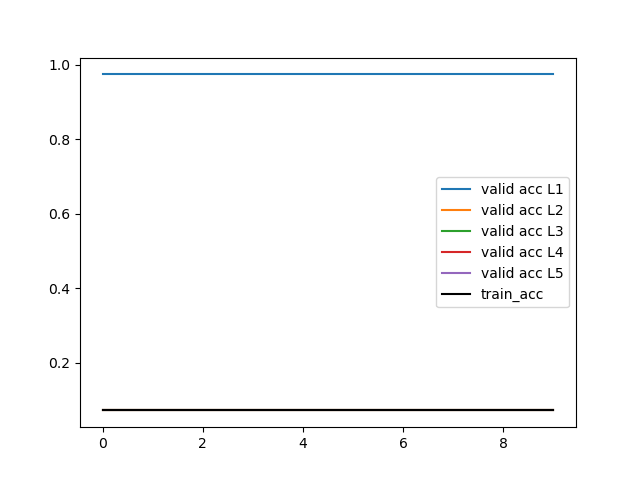 1.0
0.8
0.6
0.4
0.2
valid acc L1
valid acc L2
valid acc L3
valid acc L4
valid acc L5
train_acc
0 2 4 6 8